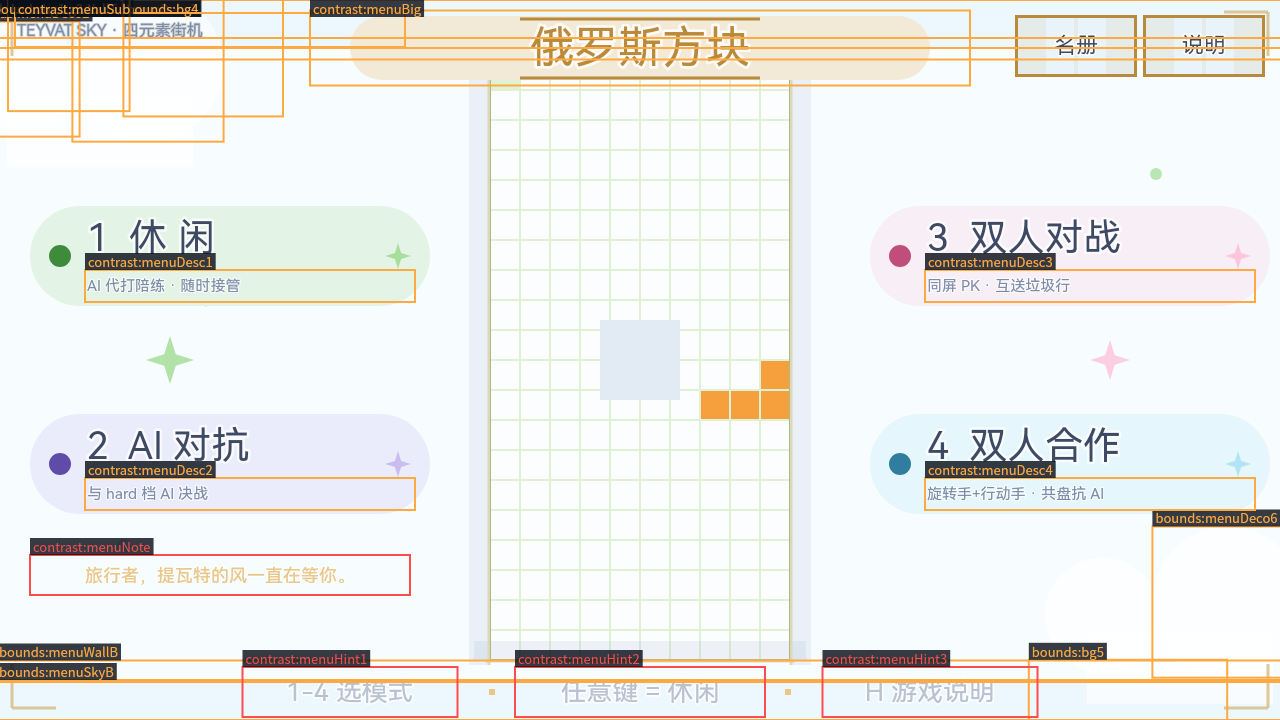 contrast:menuSub
bounds:bg4
contrast:menuBig
TEYVAT SKY · 四元素街机
俄罗斯方块
名册
说明
1 休 闲
contrast:menuDesc1
AI 代打陪练 · 随时接管
3 双人对战
contrast:menuDesc3
同屏 PK · 互送垃圾行
2 AI 对抗
contrast:menuDesc2
与 hard 档 AI 决战
4 双人合作
contrast:menuDesc4
旋转手+行动手 · 共盘抗 AI
bounds:menuDeco6
contrast:menuNote
旅行者，提瓦特的风一直在等你。
bounds:menuWallB
bounds:bg5
contrast:menuHint1
contrast:menuHint2
contrast:menuHint3
bounds:menuSkyB
1–4 选模式
任意键 = 休闲
H 游戏说明